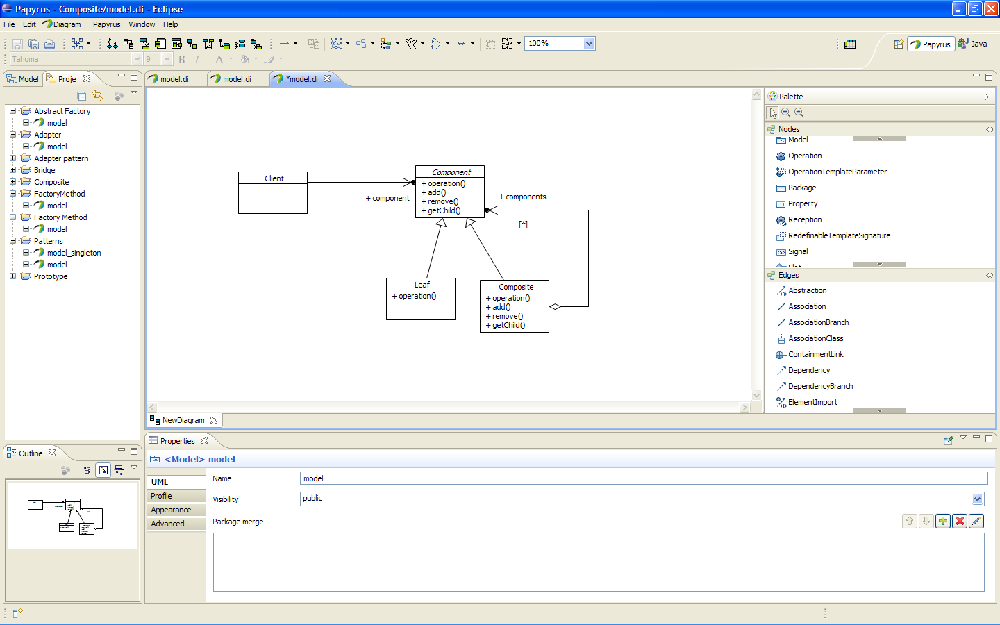 Papyrus - Composite/model.di - Eclipse
File Edit Diagram Papyrus Window Help
100%
Papyrus Java
Tahoma 9 B I A
Model Proje
model.di model.di *model.di
Abstract Factory
model
Adapter
model
Adapter pattern
Bridge
Composite
FactoryMethod
model
Factory Method
model
Patterns
model_singleton
model
Prototype
Client
Component
+ operation()
+ add()
+ remove()
+ getChild()
+ component
+ components
[*]
Leaf
+ operation()
Composite
+ operation()
+ add()
+ remove()
+ getChild()
NewDiagram
Palette
Nodes
Model
Operation
OperationTemplateParameter
Package
Property
Reception
RedefinableTemplateSignature
Signal
Edges
Abstraction
Association
AssociationBranch
AssociationClass
ContainmentLink
Dependency
DependencyBranch
ElementImport
Outline
Properties
<Model> model
UML
Profile
Appearance
Advanced
Name model
Visibility public
Package merge